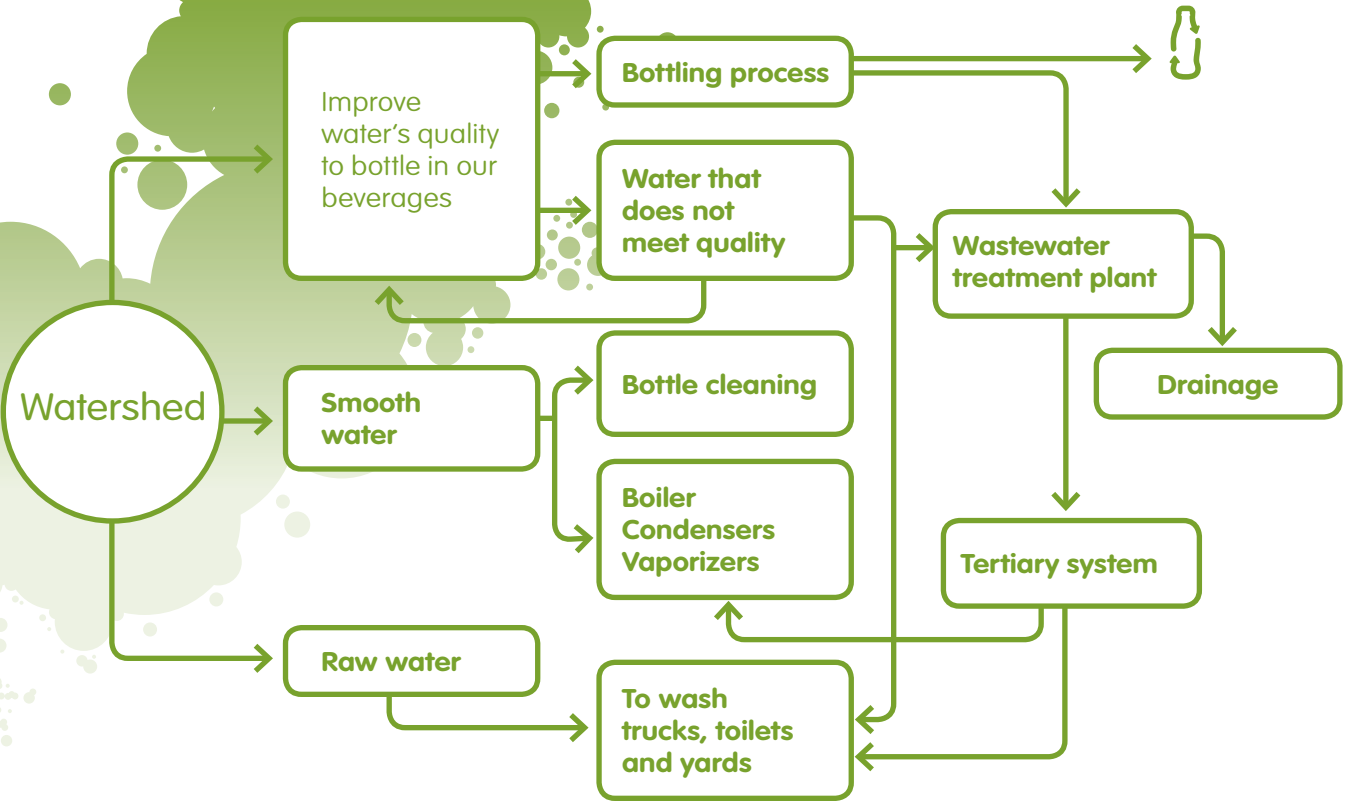 Watershed
Improve
water's quality
to bottle in our
beverages
Smooth
water
Raw water
Bottling process
Water that
does not
meet quality
Bottle cleaning
Boiler
Condensers
Vaporizers
To wash
trucks, toilets
and yards
Wastewater
treatment plant
Drainage
Tertiary system